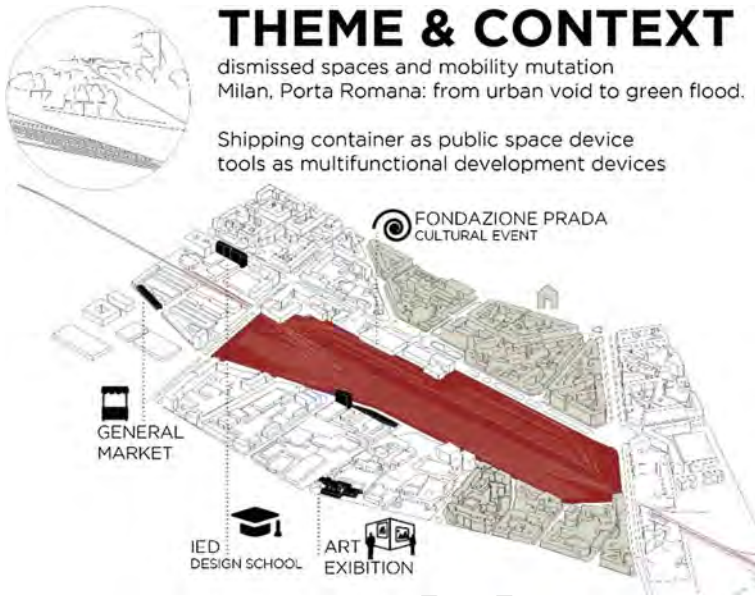 THEME & CONTEXT
dismissed spaces and mobility mutation
Milan, Porta Romana: from urban void to green flood.
Shipping container as public space device
tools as multifunctional development devices
FONDAZIONE PRADA
CULTURAL EVENT
GENERAL
MARKET
IED
DESIGN SCHOOL
ART
EXIBITION